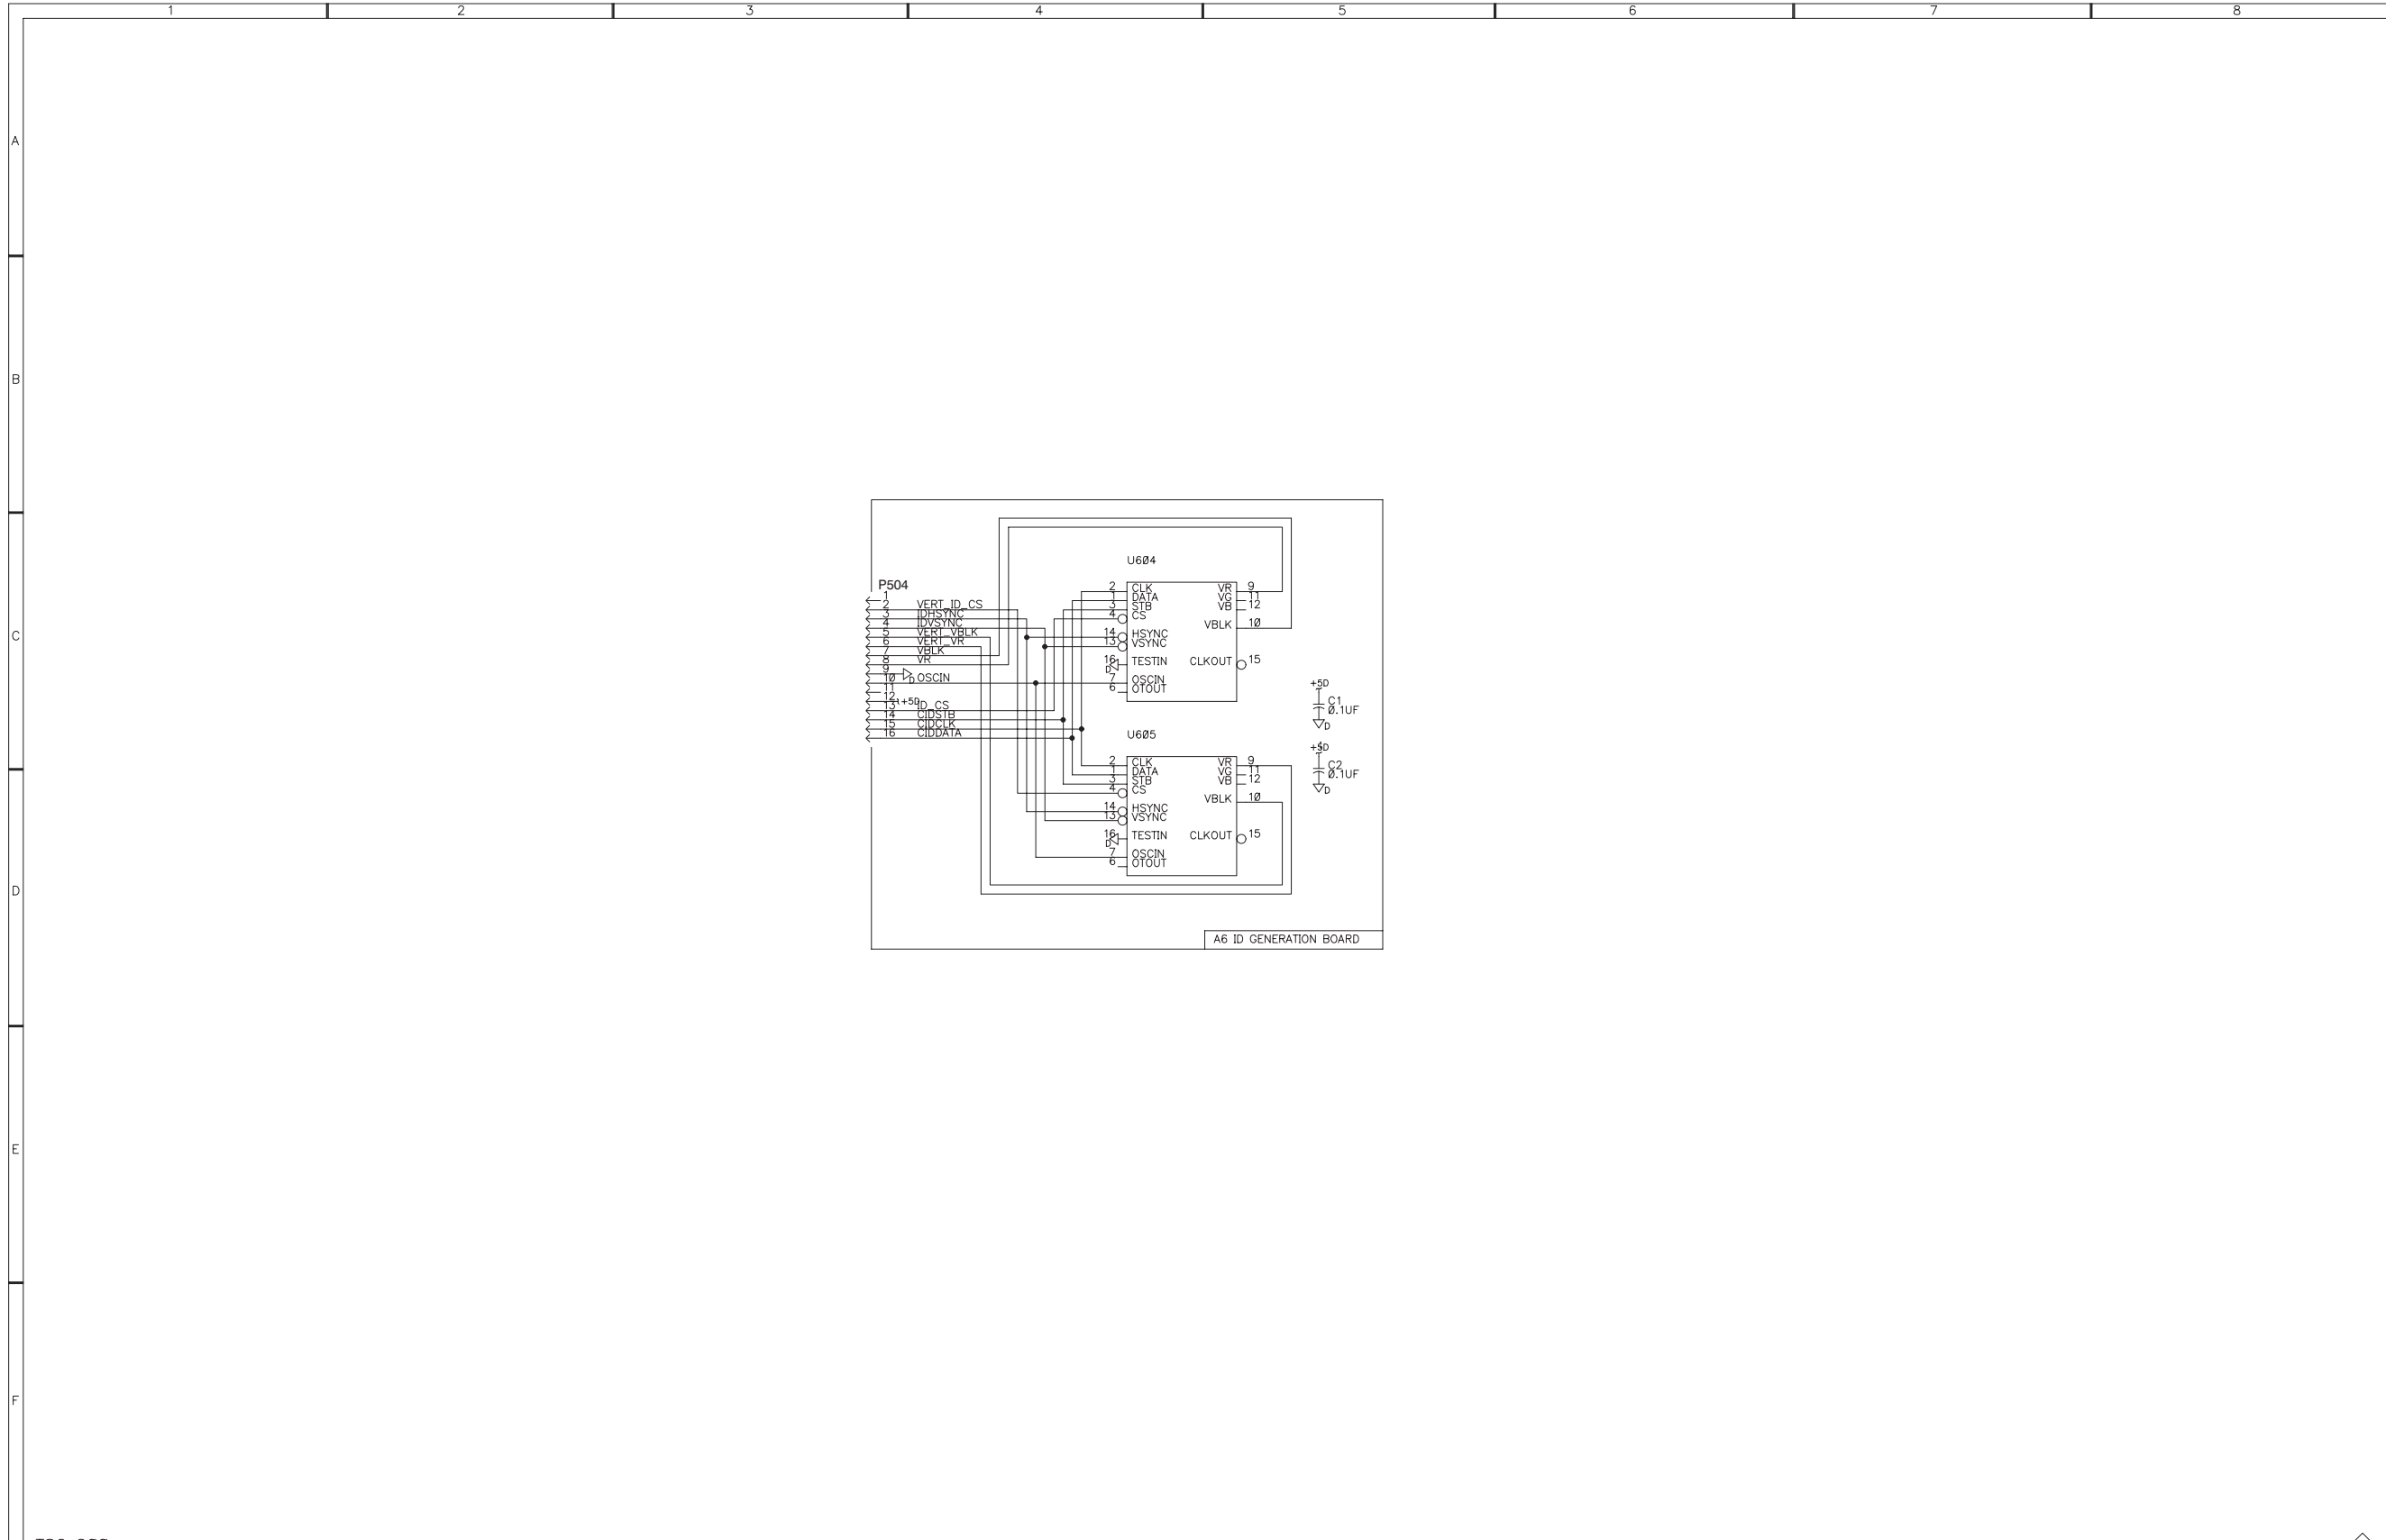 1 2 3 4 5 6 7 8
A
B
C
D
E
F
P504
1
2 VERT_ID_CS
3 IDHSYNC
4 IDVSYNC
5 VERT_VBLK
6 VERT_VR
7 VBLK
8 VR
9 D
10 OSCIN
11
12 +5D
13 ID_CS
14 CIDSTB
15 CIDCLK
16 CIDDATA
U6Ø4
2 CLK VR 9
1 DATA VG 11
3 STB VB 12
4 CS
VBLK 1Ø
14 HSYNC
13 VSYNC
16 D TESTIN CLKOUT 15
7 OSCIN
6 OTOUT
+5D
C1
Ø.1UF
D
U6Ø5
2 CLK VR 9
1 DATA VG 11
3 STB VB 12
4 CS
VBLK 1Ø
14 HSYNC
13 VSYNC
16 D TESTIN CLKOUT 15
7 OSCIN
6 OTOUT
+5D
C2
Ø.1UF
D
A6 ID GENERATION BOARD